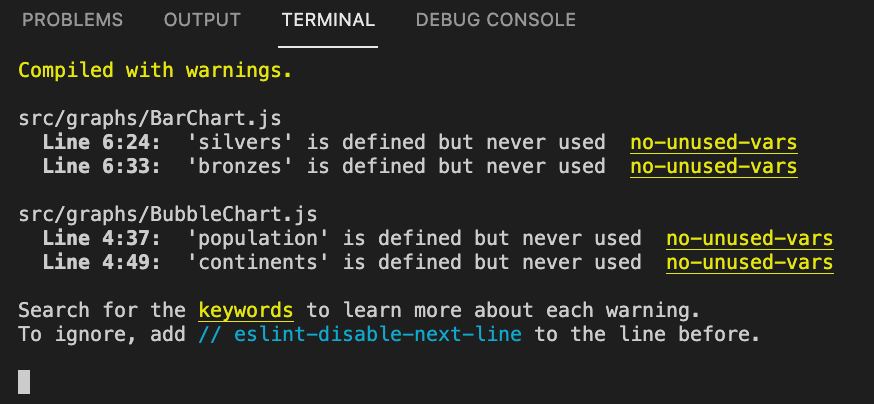 PROBLEMS OUTPUT TERMINAL DEBUG CONSOLE
Compiled with warnings.
src/graphs/BarChart.js
Line 6:24: 'silvers' is defined but never used no-unused-vars
Line 6:33: 'bronzes' is defined but never used no-unused-vars
src/graphs/BubbleChart.js
Line 4:37: 'population' is defined but never used no-unused-vars
Line 4:49: 'continents' is defined but never used no-unused-vars
Search for the keywords to learn more about each warning.
To ignore, add // eslint-disable-next-line to the line before.